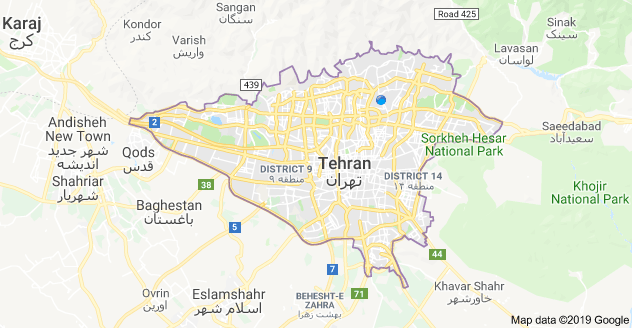 Sangan
سنگان
Road 425
Karaj
کرج
Kondor
کندر
Varish
واریش
Sinak
سینک
Lavasan
لواسان
439
2
Andisheh
New Town
شهر جدید
اندیشه
Qods
قدس
Saeedabad
سعیدآباد
Sorkheh Hesar
National Park
Tehran
تهران
DISTRICT 9
منطقه ۹
DISTRICT 14
منطقه ۱۴
Shahriar
شهریار
38
Khojir
National Park
Baghestan
باغستان
5
44
7
71
Khavar Shahr
خاورشهر
Ovrin
اورین
Eslamshahr
اسلام شهر
BEHESHT-E
ZAHRA
بهشت زهرا
Map data ©2019 Google